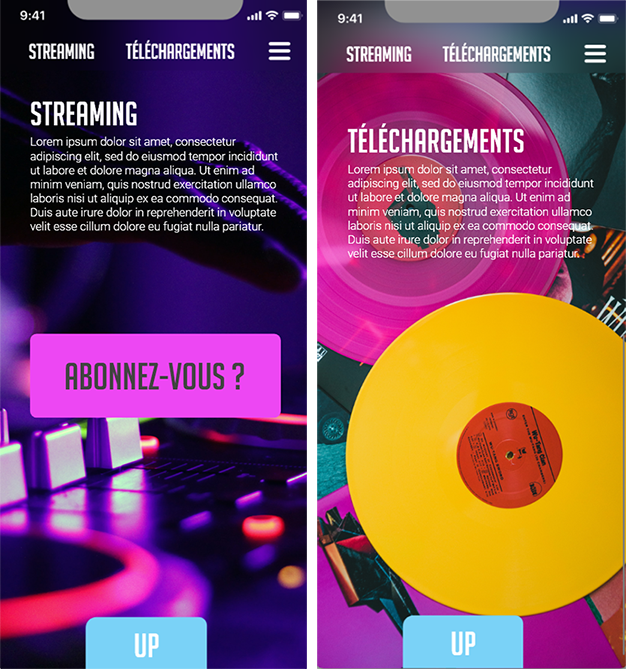 9:41
STREAMING TÉLÉCHARGEMENTS
STREAMING
Lorem ipsum dolor sit amet, consectetur
adipiscing elit, sed do eiusmod tempor incididunt
ut labore et dolore magna aliqua. Ut enim ad
minim veniam, quis nostrud exercitation ullamco
laboris nisi ut aliquip ex ea commodo consequat.
Duis aute irure dolor in reprehenderit in voluptate
velit esse cillum dolore eu fugiat nulla pariatur.
ABONNEZ-VOUS ?
UP
9:41
STREAMING TÉLÉCHARGEMENTS
TÉLÉCHARGEMENTS
Lorem ipsum dolor sit amet, consectetur
adipiscing elit, sed do eiusmod tempor incididunt
ut labore et dolore magna aliqua. Ut enim ad
minim veniam, quis nostrud exercitation ullamco
laboris nisi ut aliquip ex ea commodo consequat.
Duis aute irure dolor in reprehenderit in voluptate
velit esse cillum dolore eu fugiat nulla pariatur.
Wu-Tang Clan
UP